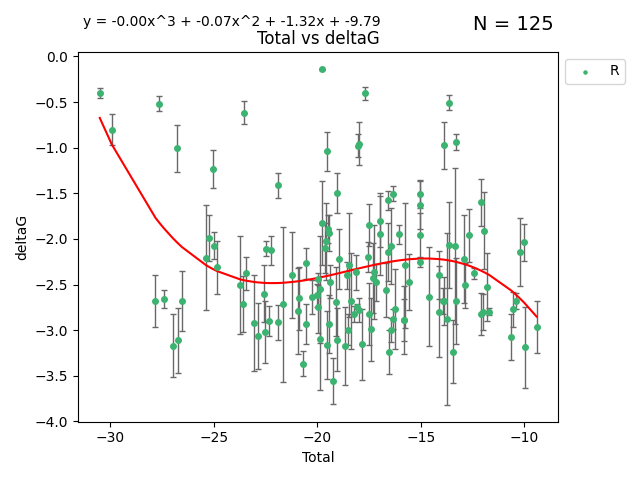 y = -0.00x^3 + -0.07x^2 + -1.32x + -9.79
N = 125
Total vs deltaG
R
deltaG
0.0
−0.5
−1.0
−1.5
−2.0
−2.5
−3.0
−3.5
−4.0
−30 −25 −20 −15 −10
Total